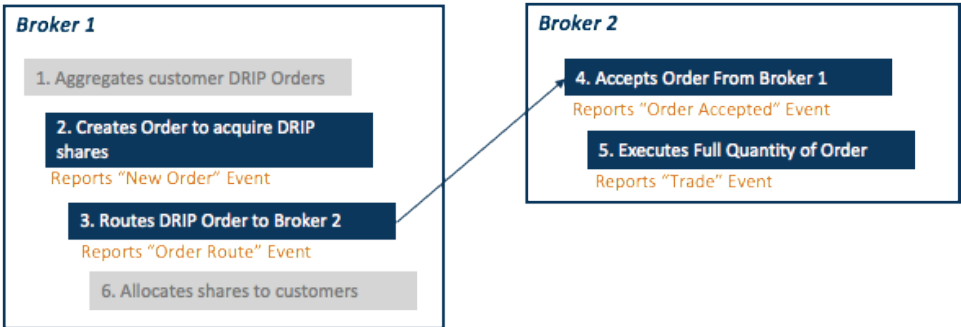 Broker 1
1. Aggregates customer DRIP Orders
2. Creates Order to acquire DRIP
shares
Reports "New Order" Event
3. Routes DRIP Order to Broker 2
Reports "Order Route" Event
6. Allocates shares to customers
Broker 2
4. Accepts Order From Broker 1
Reports "Order Accepted" Event
5. Executes Full Quantity of Order
Reports "Trade" Event